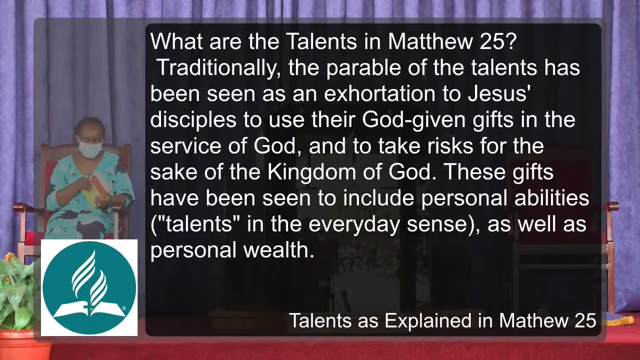 What are the Talents in Matthew 25?
Traditionally, the parable of the talents has
been seen as an exhortation to Jesus'
disciples to use their God-given gifts in the
service of God, and to take risks for the
sake of the Kingdom of God. These gifts
have been seen to include personal abilities
("talents" in the everyday sense), as well as
personal wealth.
Talents as Explained in Mathew 25